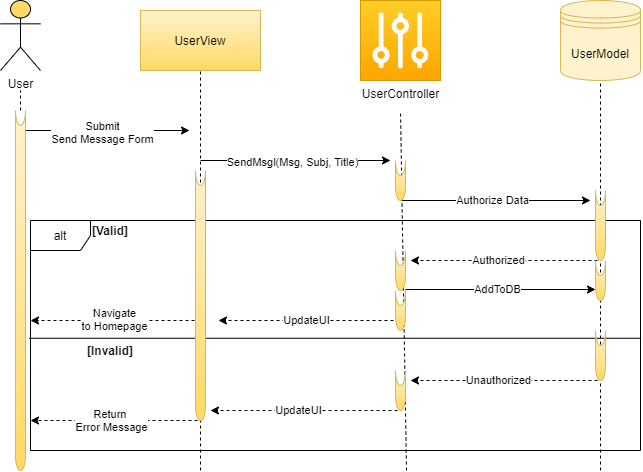 User
UserView
UserController
UserModel
Submit
Send Message Form
SendMsgl(Msg, Subj, Title)
Authorize Data
alt
[Valid]
Authorized
AddToDB
Navigate
to Homepage
UpdateUI
[Invalid]
Unauthorized
UpdateUI
Return
Error Message